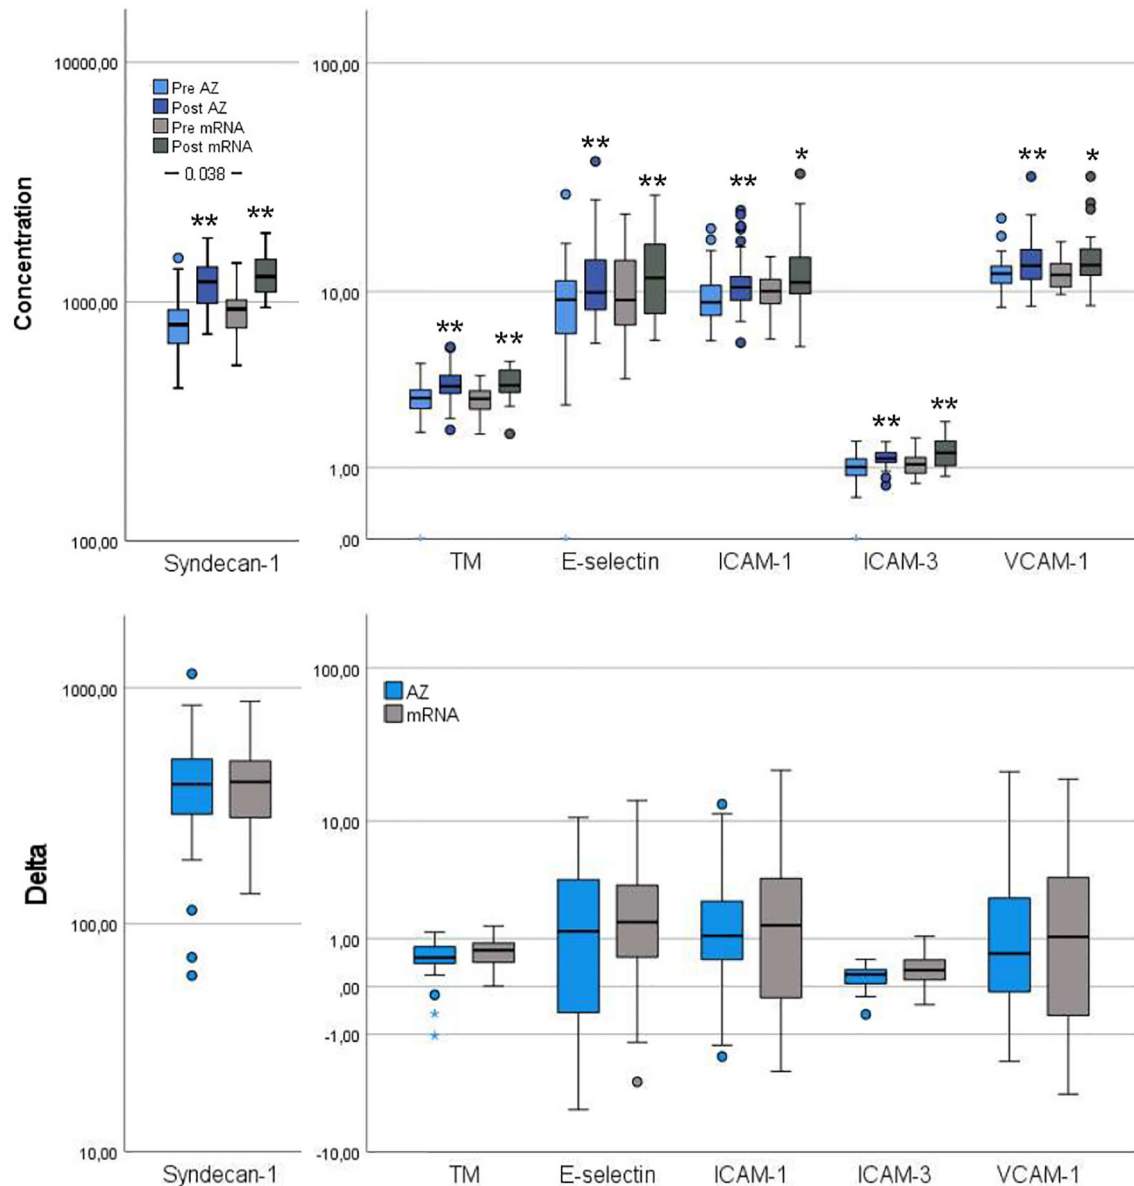 Concentration
10000,00
1000,00
100,00
Pre AZ
Post AZ
Pre mRNA
Post mRNA
0.038
** **
Syndecan-1
100,00
10,00
1,00
,00
** **
** **
** *
** **
** *
TM E-selectin ICAM-1 ICAM-3 VCAM-1
Delta
1000,00
100,00
10,00
Syndecan-1
100,00
10,00
1,00
,00
-1,00
-10,00
AZ
mRNA
TM E-selectin ICAM-1 ICAM-3 VCAM-1